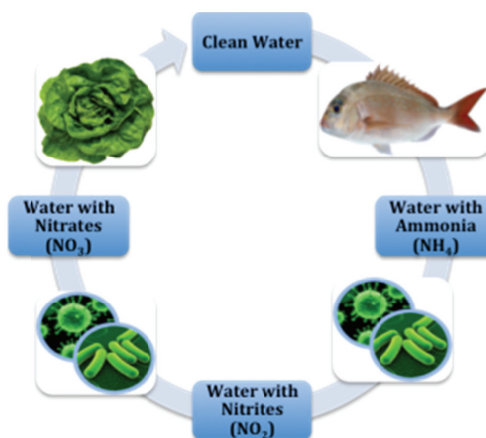 Clean Water
Water with
Ammonia
(NH₄)
Water with
Nitrites
(NO₂)
Water with
Nitrates
(NO₃)